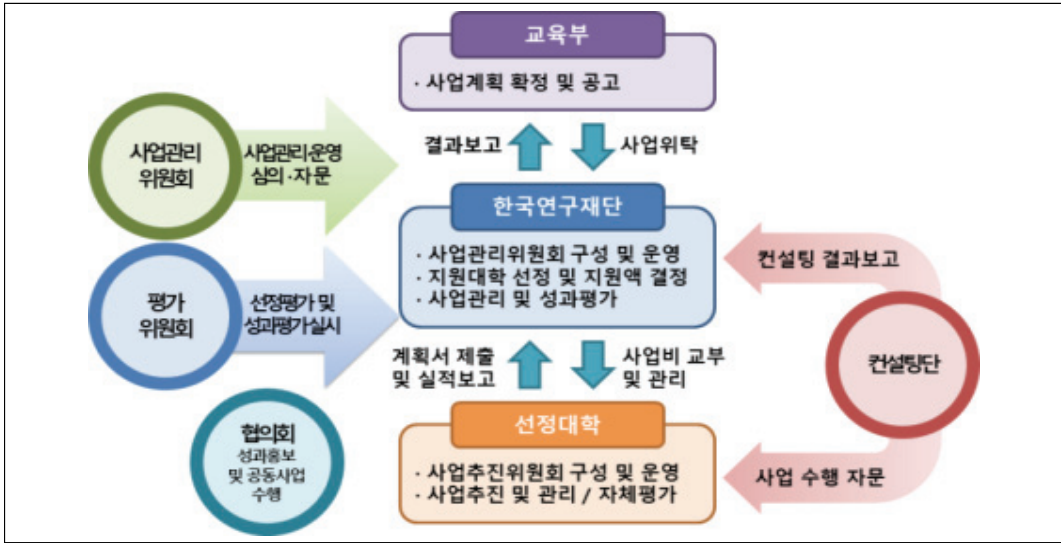 교육부
· 사업계획 확정 및 공고
결과보고
사업위탁
사업관리
위원회
사업관리·운영
심의·자문
한국연구재단
· 사업관리위원회 구성 및 운영
· 지원대학 선정 및 지원액 결정
· 사업관리 및 성과평가
평가
위원회
선정평가 및
성과평가실시
컨설팅 결과보고
컨설팅단
계획서 제출
및 실적보고
사업비 교부
및 관리
협의회
성과홍보
및 공동사업
수행
선정대학
· 사업추진위원회 구성 및 운영
· 사업추진 및 관리 / 자체평가
사업 수행 자문